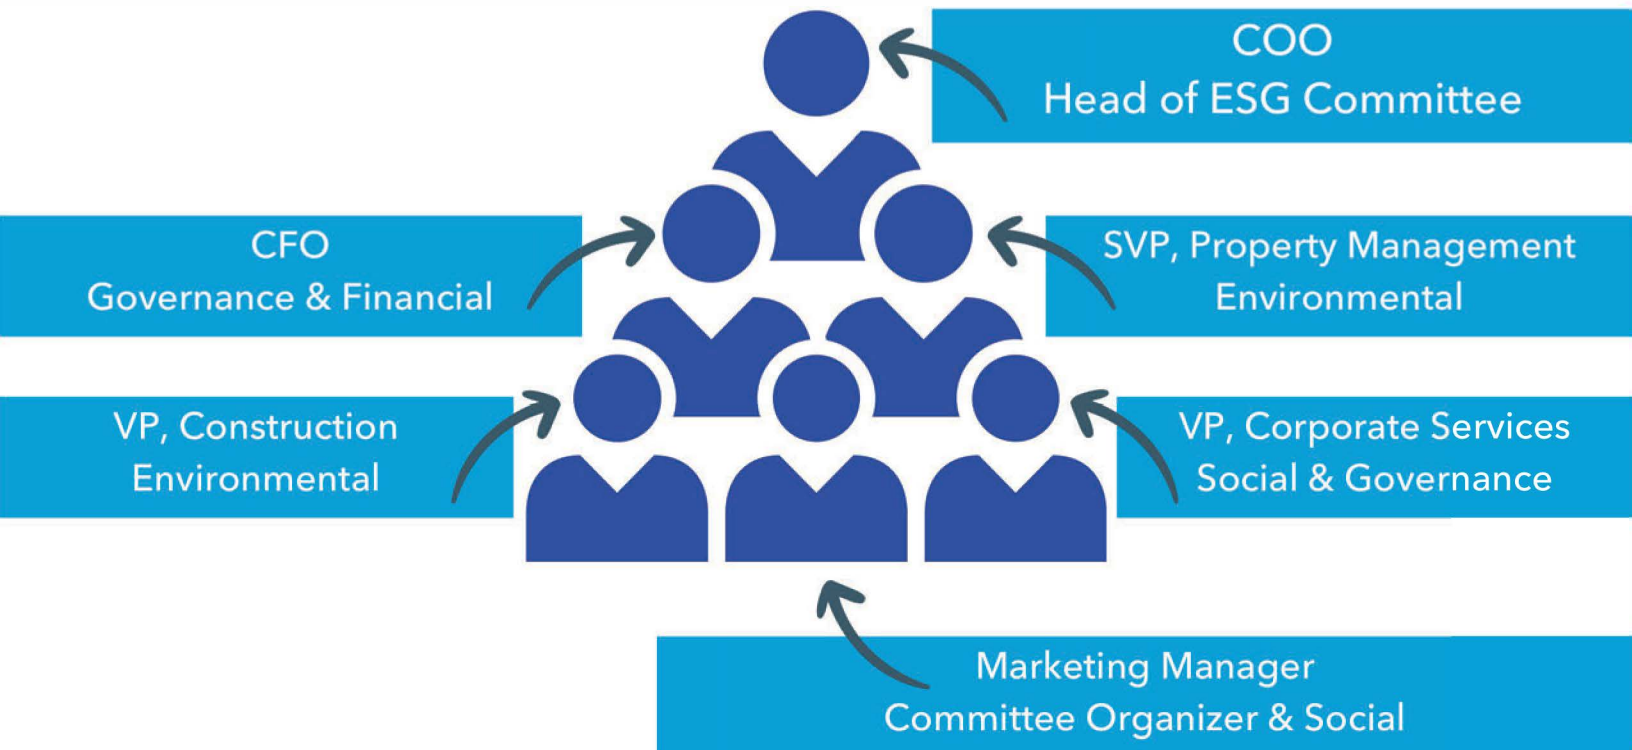 COO
Head of ESG Committee
CFO
Governance & Financial
SVP, Property Management
Environmental
VP, Construction
Environmental
VP, Corporate Services
Social & Governance
Marketing Manager
Committee Organizer & Social